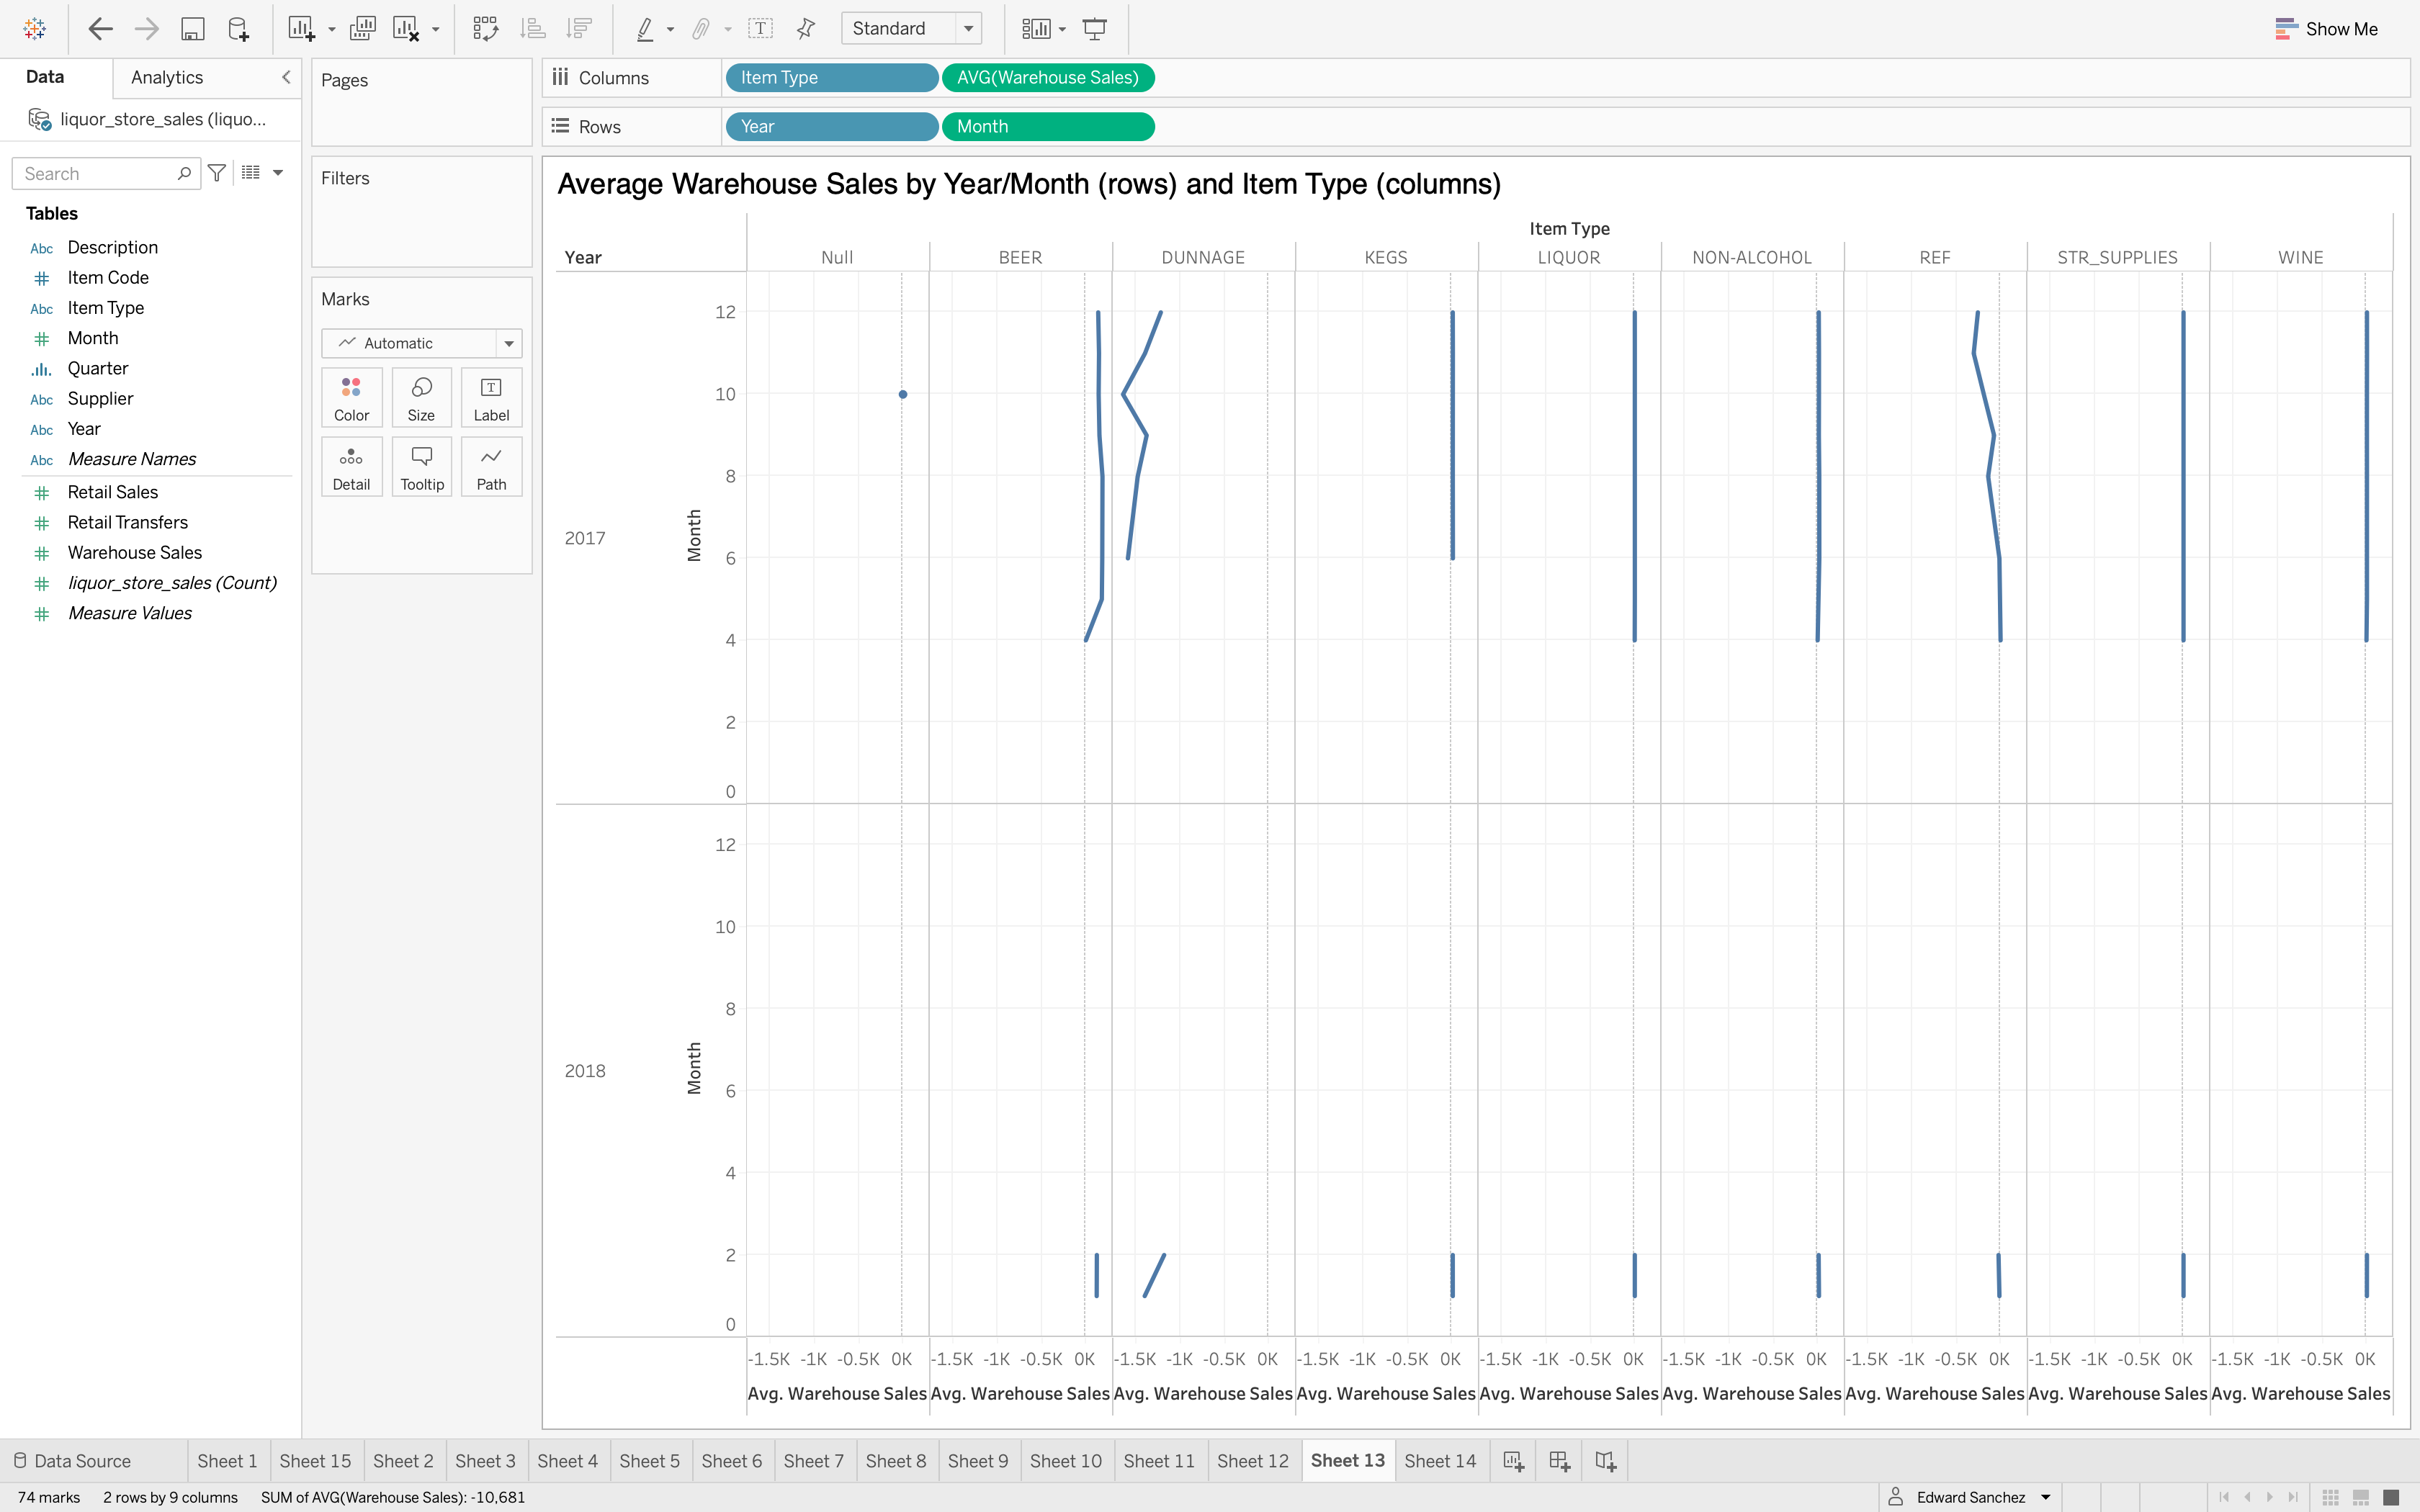 Standard
Show Me
Data
Analytics
liquor_store_sales (liquo...
Search
Tables
Abc Description
Item Code
Abc Item Type
Month
Quarter
Abc Supplier
Abc Year
Abc Measure Names
Retail Sales
Retail Transfers
Warehouse Sales
liquor_store_sales (Count)
Measure Values
Pages
Filters
Marks
Automatic
Color Size Label
Detail Tooltip Path
Columns Item Type AVG(Warehouse Sales)
Rows Year Month
Average Warehouse Sales by Year/Month (rows) and Item Type (columns)
Item Type
Year Null BEER DUNNAGE KEGS LIQUOR NON-ALCOHOL REF STR_SUPPLIES WINE
2017
Month
12
10
8
6
4
2
0
2018
Month
12
10
8
6
4
2
0
-1.5K -1K -0.5K 0K -1.5K -1K -0.5K 0K -1.5K -1K -0.5K 0K -1.5K -1K -0.5K 0K -1.5K -1K -0.5K 0K -1.5K -1K -0.5K 0K -1.5K -1K -0.5K 0K -1.5K -1K -0.5K 0K -1.5K -1K -0.5K 0K
Avg. Warehouse Sales Avg. Warehouse Sales Avg. Warehouse Sales Avg. Warehouse Sales Avg. Warehouse Sales Avg. Warehouse Sales Avg. Warehouse Sales Avg. Warehouse Sales Avg. Warehouse Sales
Data Source Sheet 1 Sheet 15 Sheet 2 Sheet 3 Sheet 4 Sheet 5 Sheet 6 Sheet 7 Sheet 8 Sheet 9 Sheet 10 Sheet 11 Sheet 12 Sheet 13 Sheet 14
74 marks 2 rows by 9 columns SUM of AVG(Warehouse Sales): -10,681 Edward Sanchez